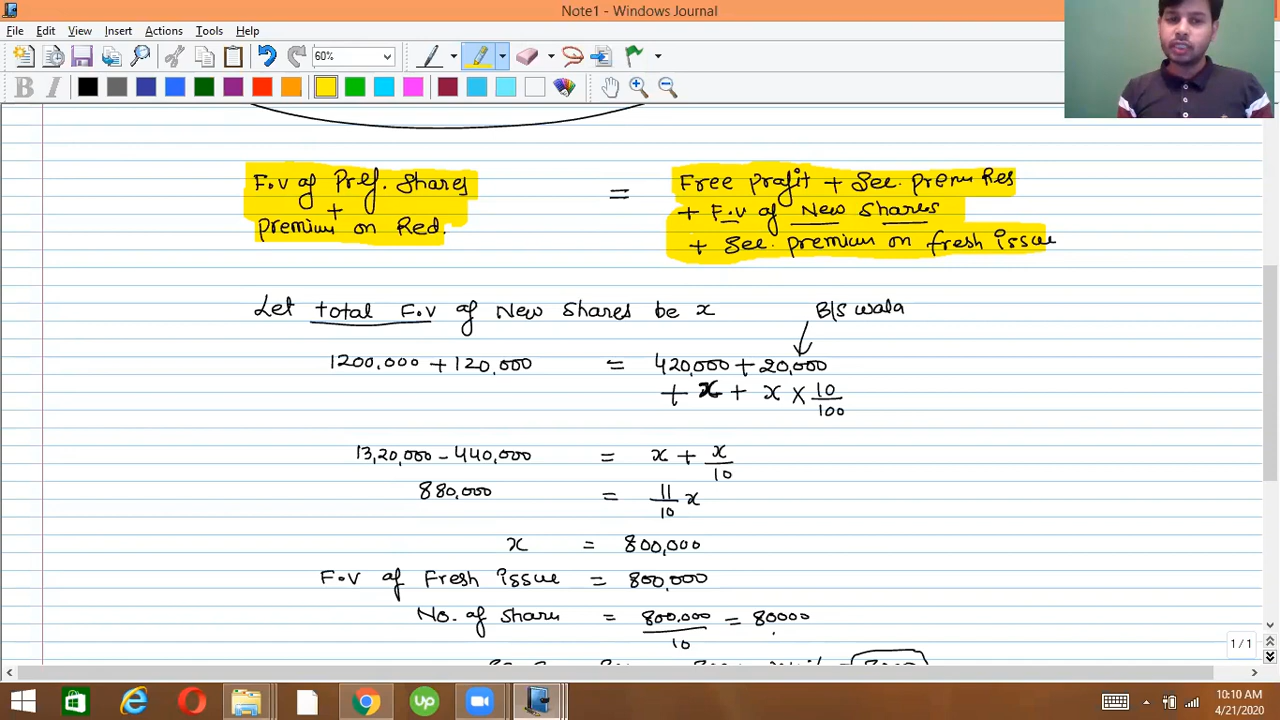 Note1 - Windows Journal
File Edit View Insert Actions Tools Help
60%
B I
F.V of Pref. Shares = Free profit + Sec. premu Res
+ + F.V of New Shares
premium on Red. + Sec. premium on fresh issue
Let total F.V of New Shares be x B/S wala
1200,000 + 120,000 = 420,000 + 20,000
+ x + x × 10/100
13,20,000 - 440,000 = x + x/10
880,000 = 11/10 x
x = 800,000
F.V of Fresh issue = 800,000
No. of share = 800,000/10 = 80000
1/1
up
10:10 AM
4/21/2020